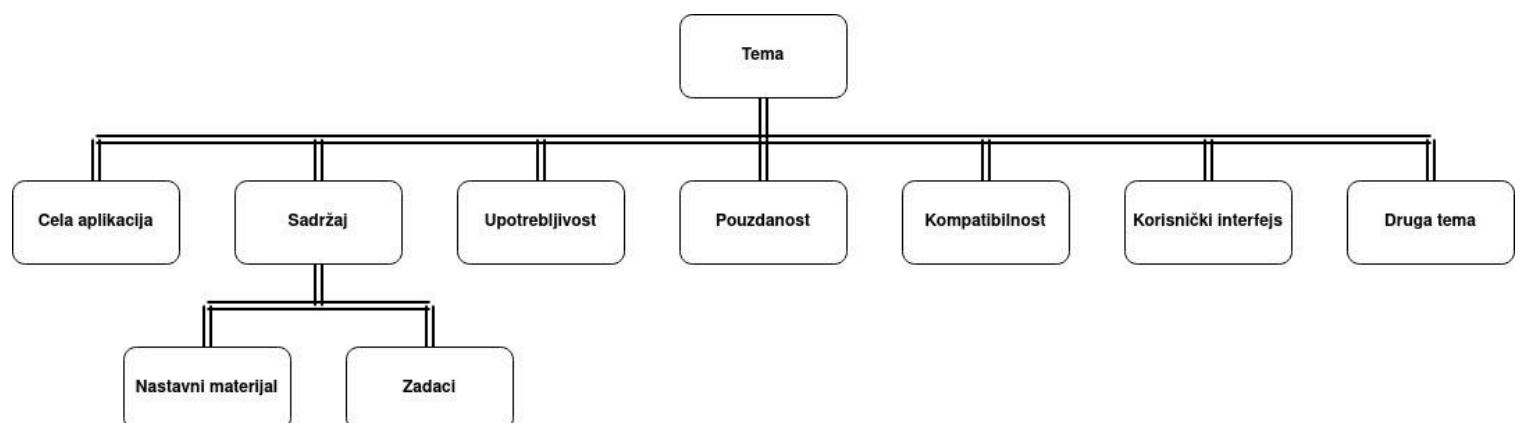 Tema
Cela aplikacija
Sadržaj
Upotrebljivost
Pouzdanost
Kompatibilnost
Korisnički interfejs
Druga tema
Nastavni materijal
Zadaci